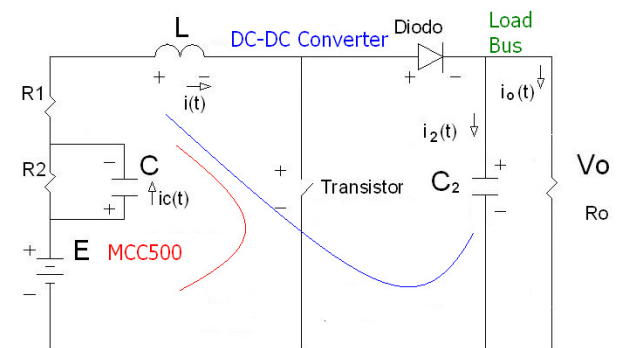 L
DC-DC Converter
Diodo
Load
Bus
+ −
i(t)
+ −
io(t)
R1
i2(t)
R2
−
C
+
ic(t)
+
Transistor
−
C2
+
−
Vo
Ro
+
E
−
MCC500